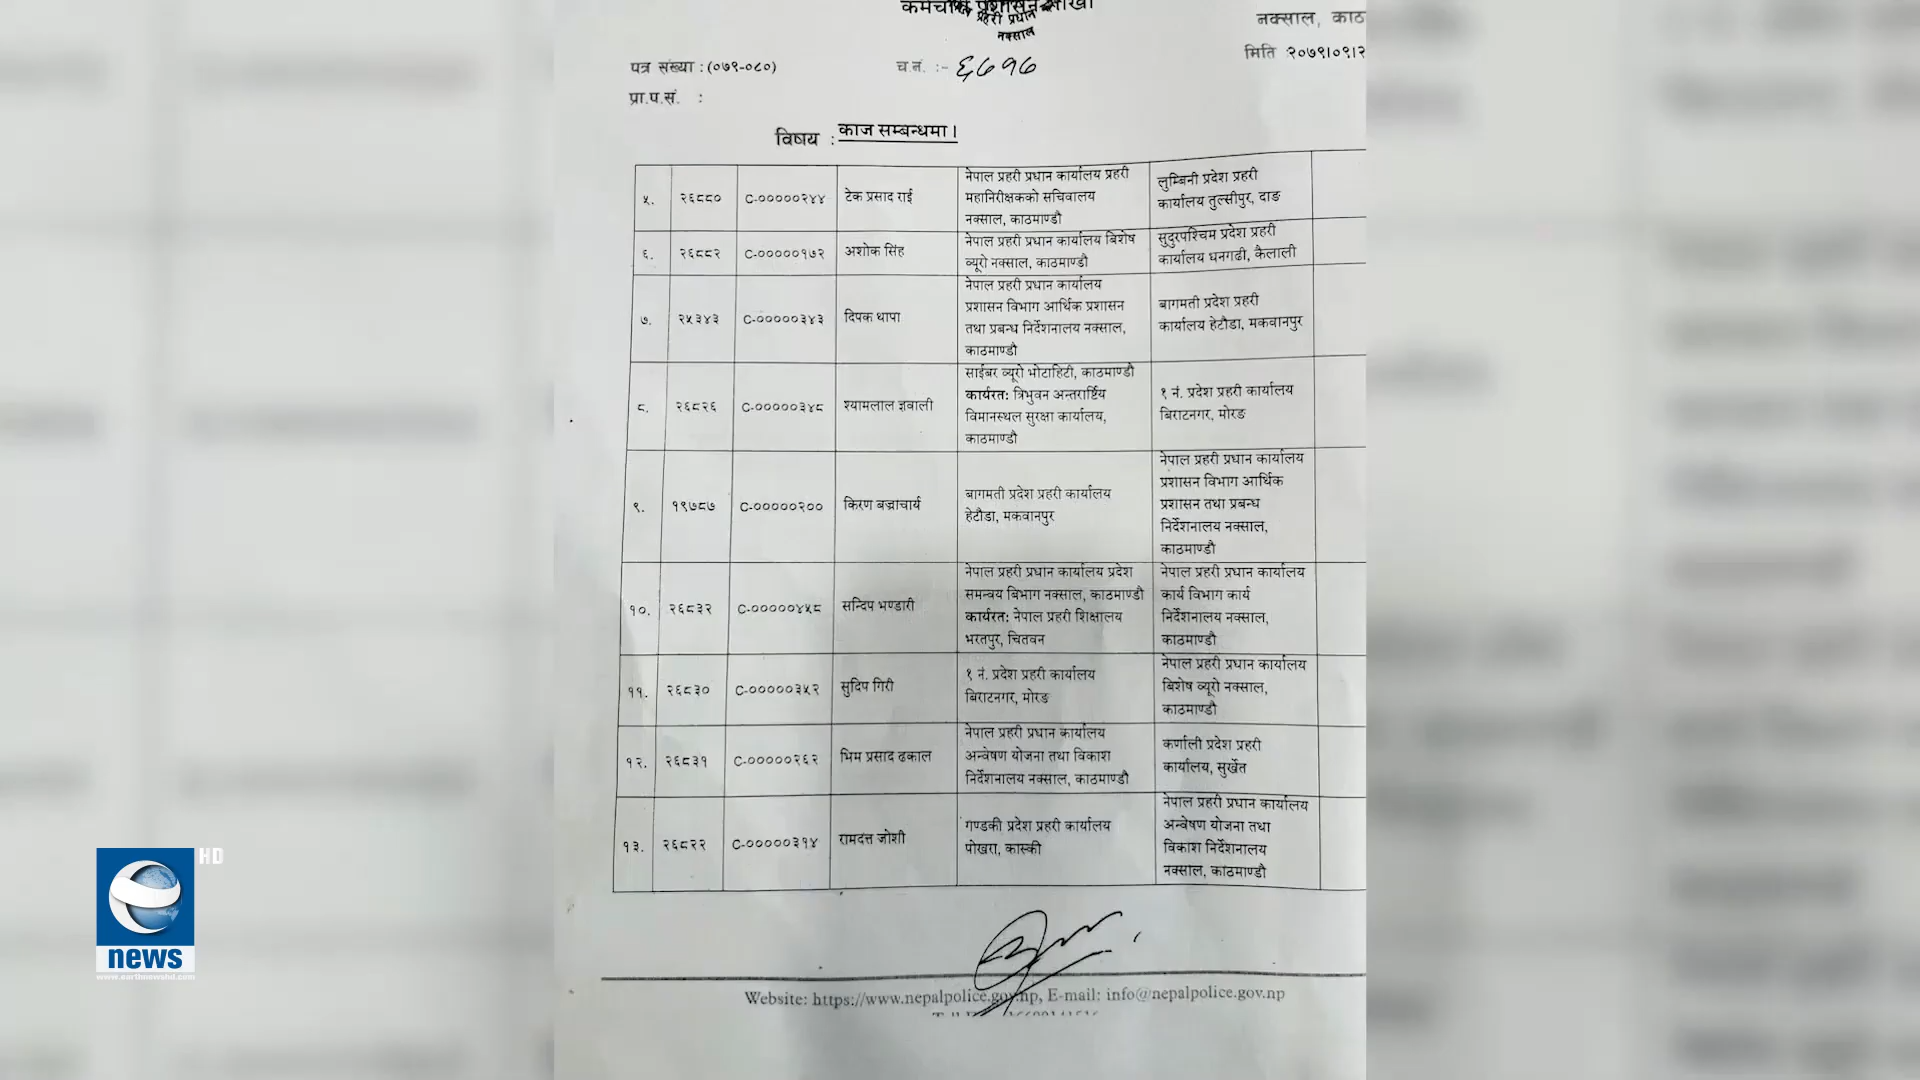 कर्मचारी प्रशासन शाखा
प्रहरी प्रधान
नक्साल
नक्साल, काठ
मिति २०७९।०९।२
पत्र संख्या : (०७९-०८०)
च.नं. :- ६७१७
प्रा.प.सं. :
विषय : काज सम्बन्धमा।
५. २६८८० C-०००००२४४ टेक प्रसाद राई
नेपाल प्रहरी प्रधान कार्यालय प्रहरी
महानिरीक्षकको सचिवालय
नक्साल, काठमाण्डौ
लुम्बिनी प्रदेश प्रहरी
कार्यालय तुल्सीपुर, दाङ
६. २६८८२ C-०००००१७२ अशोक सिंह
नेपाल प्रहरी प्रधान कार्यालय बिशेष
ब्यूरो नक्साल, काठमाण्डौ
सुदुरपश्चिम प्रदेश प्रहरी
कार्यालय धनगढी, कैलाली
७. २५३४३ C-०००००३४३ दिपक थापा
नेपाल प्रहरी प्रधान कार्यालय
प्रशासन विभाग आर्थिक प्रशासन
तथा प्रबन्ध निर्देशनालय नक्साल,
काठमाण्डौ
बागमती प्रदेश प्रहरी
कार्यालय हेटौडा, मकवानपुर
८. २६८२६ C-०००००३४८ श्यामलाल ज्ञवाली
साईबर ब्यूरो भोटाहिटी, काठमाण्डौ
कार्यरत: त्रिभुवन अन्तर्राष्ट्रिय
विमानस्थल सुरक्षा कार्यालय,
काठमाण्डौ
१ नं. प्रदेश प्रहरी कार्यालय
बिराटनगर, मोरङ
९. १९७८७ C-०००००२०० किरण बज्राचार्य
बागमती प्रदेश प्रहरी कार्यालय
हेटौडा, मकवानपुर
नेपाल प्रहरी प्रधान कार्यालय
प्रशासन विभाग आर्थिक
प्रशासन तथा प्रबन्ध
निर्देशनालय नक्साल,
काठमाण्डौ
१०. २६८३२ C-०००००४५८ सन्दिप भण्डारी
नेपाल प्रहरी प्रधान कार्यालय प्रदेश
समन्वय बिभाग नक्साल, काठमाण्डौ
कार्यरत: नेपाल प्रहरी शिक्षालय
भरतपुर, चितवन
नेपाल प्रहरी प्रधान कार्यालय
कार्य विभाग कार्य
निर्देशनालय नक्साल,
काठमाण्डौ
११. २६८३० C-०००००३५२ सुदिप गिरी
१ नं. प्रदेश प्रहरी कार्यालय
बिराटनगर, मोरङ
नेपाल प्रहरी प्रधान कार्यालय
बिशेष ब्यूरो नक्साल,
काठमाण्डौ
१२. २६८३१ C-०००००२६२ भिम प्रसाद ढकाल
नेपाल प्रहरी प्रधान कार्यालय
अन्वेषण योजना तथा विकाश
निर्देशनालय नक्साल, काठमाण्डौ
कर्णाली प्रदेश प्रहरी
कार्यालय, सुर्खेत
१३. २६८२२ C-०००००३१४ रामदत्त जोशी
गण्डकी प्रदेश प्रहरी कार्यालय
पोखरा, कास्की
नेपाल प्रहरी प्रधान कार्यालय
अन्वेषण योजना तथा
विकाश निर्देशनालय
नक्साल, काठमाण्डौ
Website: https://www.nepalpolice.gov.np, E-mail: info@nepalpolice.gov.np
HD
news
www.earthnewshd.com